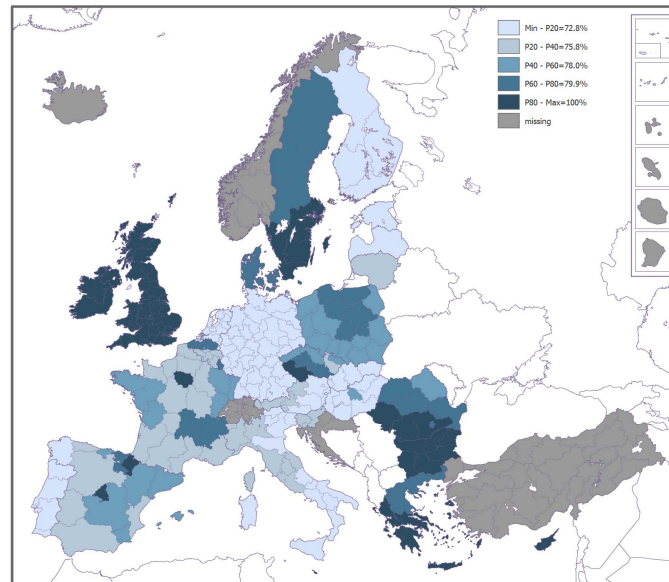 Min - P20=72.8%
P20 - P40=75.8%
P40 - P60=78.0%
P60 - P80=79.9%
P80 - Max=100%
missing